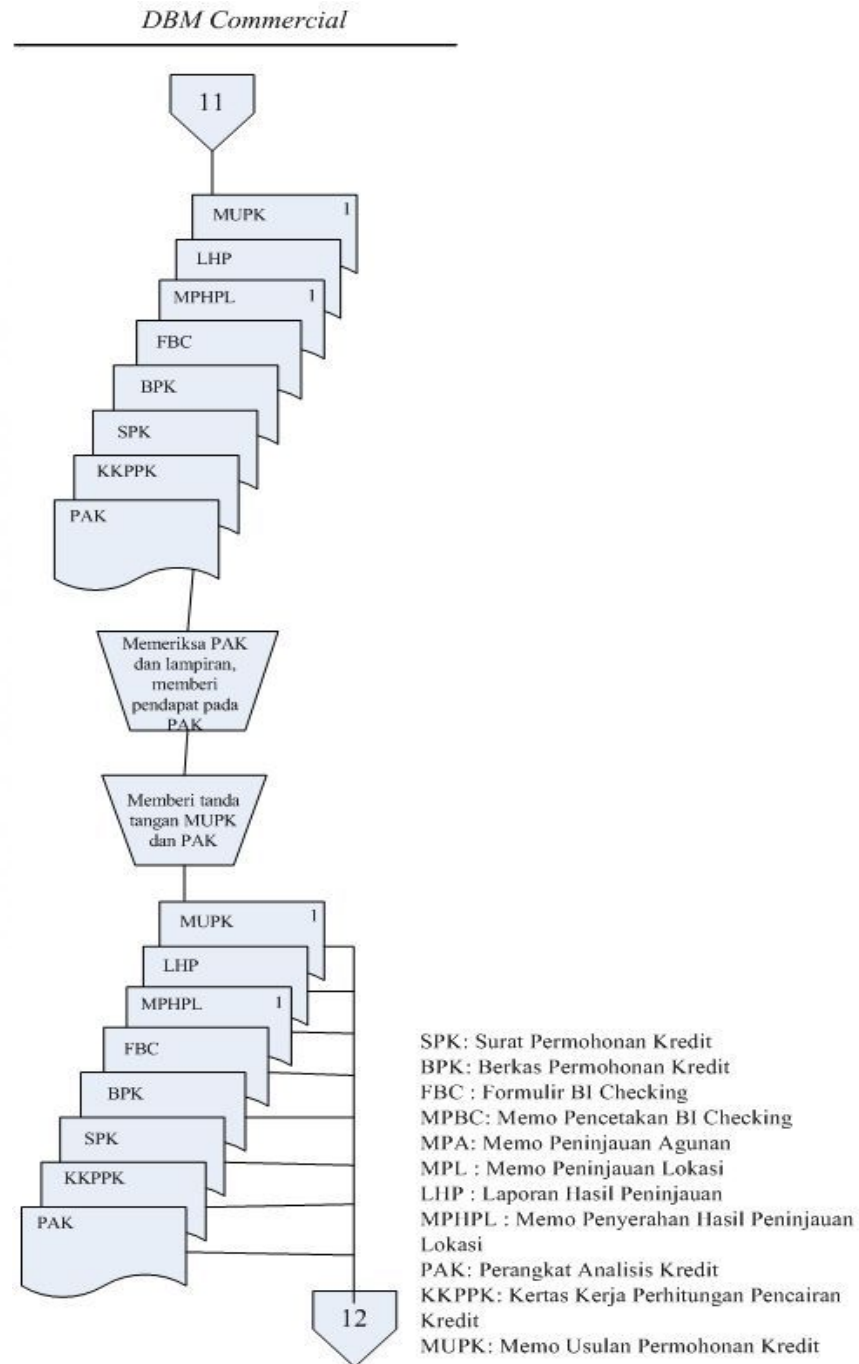 DBM Commercial
11
MUPK 1
LHP
MPHPL 1
FBC
BPK
SPK
KKPPK
PAK
Memeriksa PAK
dan lampiran,
memberi
pendapat pada
PAK
Memberi tanda
tangan MUPK
dan PAK
MUPK 1
LHP
MPHPL 1
FBC
BPK
SPK
KKPPK
PAK
12
SPK: Surat Permohonan Kredit
BPK: Berkas Permohonan Kredit
FBC : Formulir BI Checking
MPBC: Memo Pencetakan BI Checking
MPA: Memo Peninjauan Agunan
MPL : Memo Peninjauan Lokasi
LHP : Laporan Hasil Peninjauan
MPHPL : Memo Penyerahan Hasil Peninjauan
Lokasi
PAK: Perangkat Analisis Kredit
KKPPK: Kertas Kerja Perhitungan Pencairan
Kredit
MUPK: Memo Usulan Permohonan Kredit